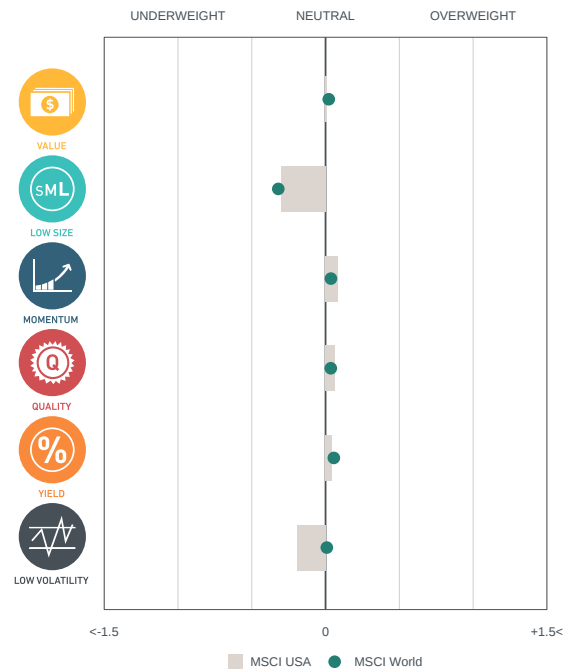 UNDERWEIGHT NEUTRAL OVERWEIGHT
$
VALUE
SML
LOW SIZE
MOMENTUM
Q
QUALITY
%
YIELD
LOW VOLATILITY
<-1.5 0 +1.5<
MSCI USA MSCI World